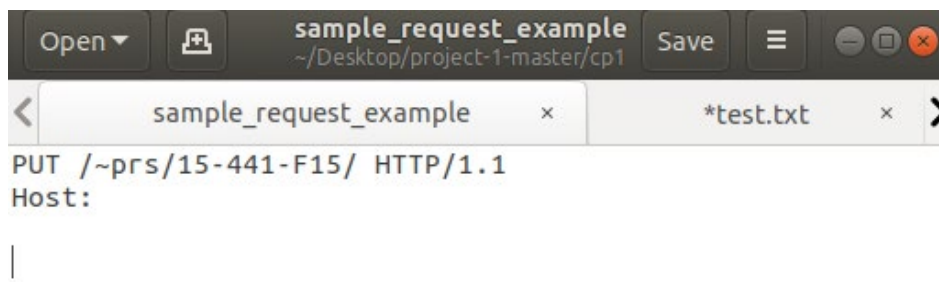 Open
sample_request_example
~/Desktop/project-1-master/cp1
Save
sample_request_example ×
*test.txt ×
PUT /~prs/15-441-F15/ HTTP/1.1
Host: